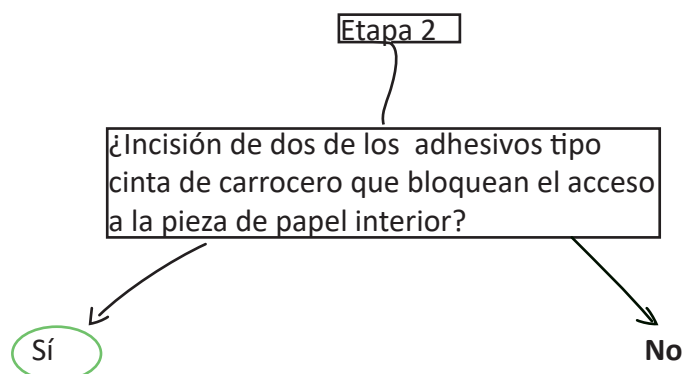 Etapa 2
¿Incisión de dos de los  adhesivos tipo
cinta de carrocero que bloquean el acceso
a la pieza de papel interior?
Sí
No